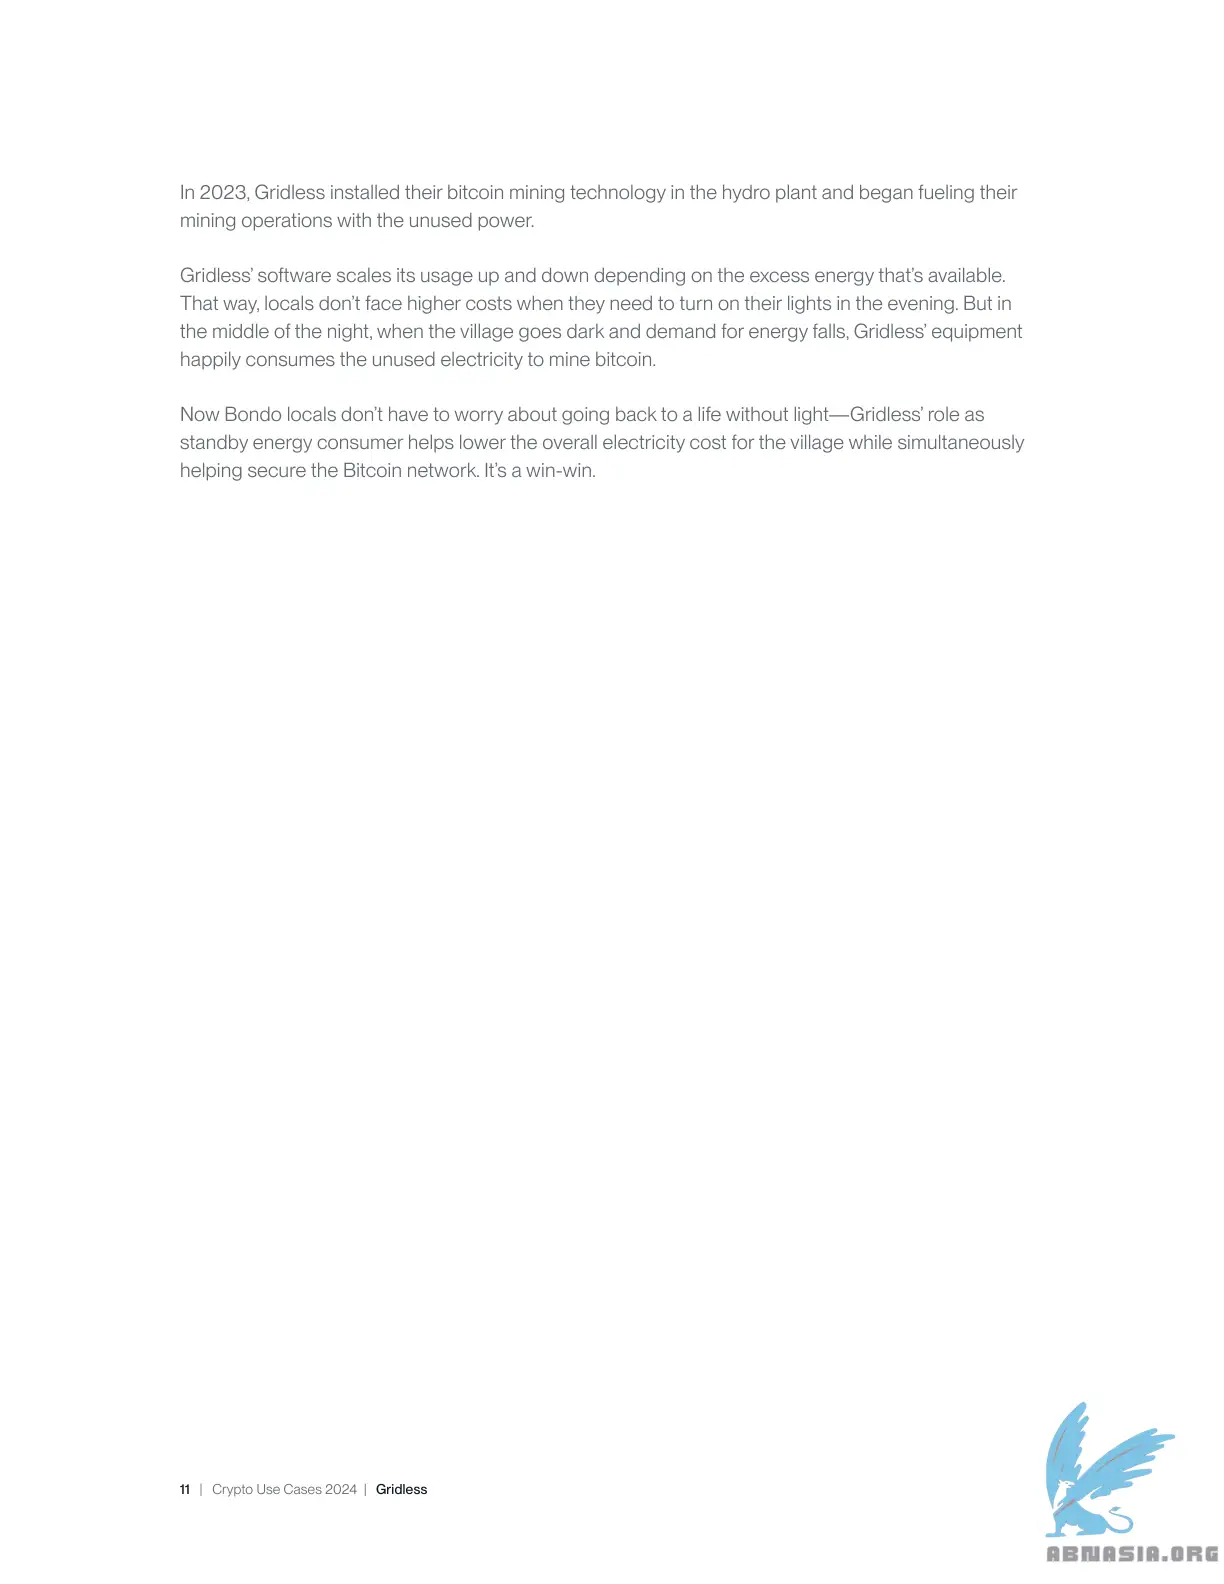 In 2023, Gridless installed their bitcoin mining technology in the hydro plant and began fueling their
mining operations with the unused power.
Gridless’ software scales its usage up and down depending on the excess energy that’s available.
That way, locals don’t face higher costs when they need to turn on their lights in the evening. But in
the middle of the night, when the village goes dark and demand for energy falls, Gridless’ equipment
happily consumes the unused electricity to mine bitcoin.
Now Bondo locals don’t have to worry about going back to a life without light—Gridless’ role as
standby energy consumer helps lower the overall electricity cost for the village while simultaneously
helping secure the Bitcoin network. It’s a win-win.
11 | Crypto Use Cases 2024 | Gridless
ABNASIA.ORG